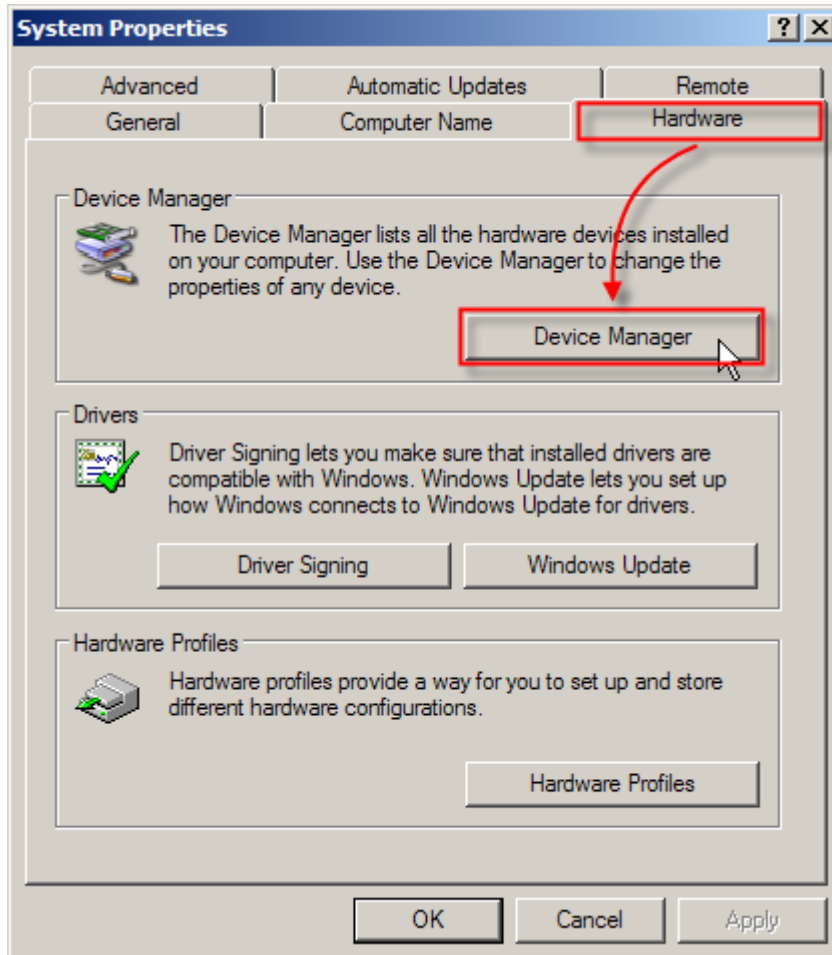 System Properties
Advanced
Automatic Updates
Remote
General
Computer Name
Hardware
Device Manager
The Device Manager lists all the hardware devices installed
on your computer. Use the Device Manager to change the
properties of any device.
Device Manager
Drivers
Driver Signing lets you make sure that installed drivers are
compatible with Windows. Windows Update lets you set up
how Windows connects to Windows Update for drivers.
Driver Signing
Windows Update
Hardware Profiles
Hardware profiles provide a way for you to set up and store
different hardware configurations.
Hardware Profiles
OK
Cancel
Apply